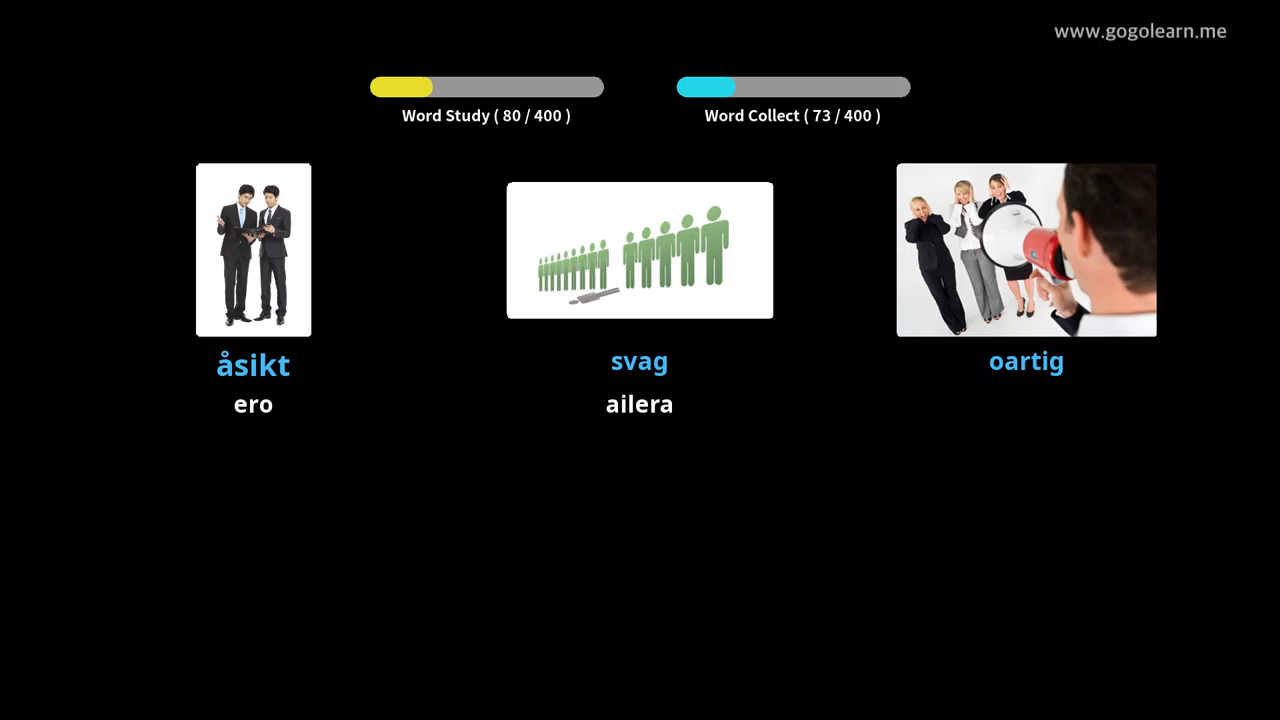 www.gogolearn.me
Word Study ( 80 / 400 )
Word Collect ( 73 / 400 )
åsikt
svag
oartig
ero
ailera